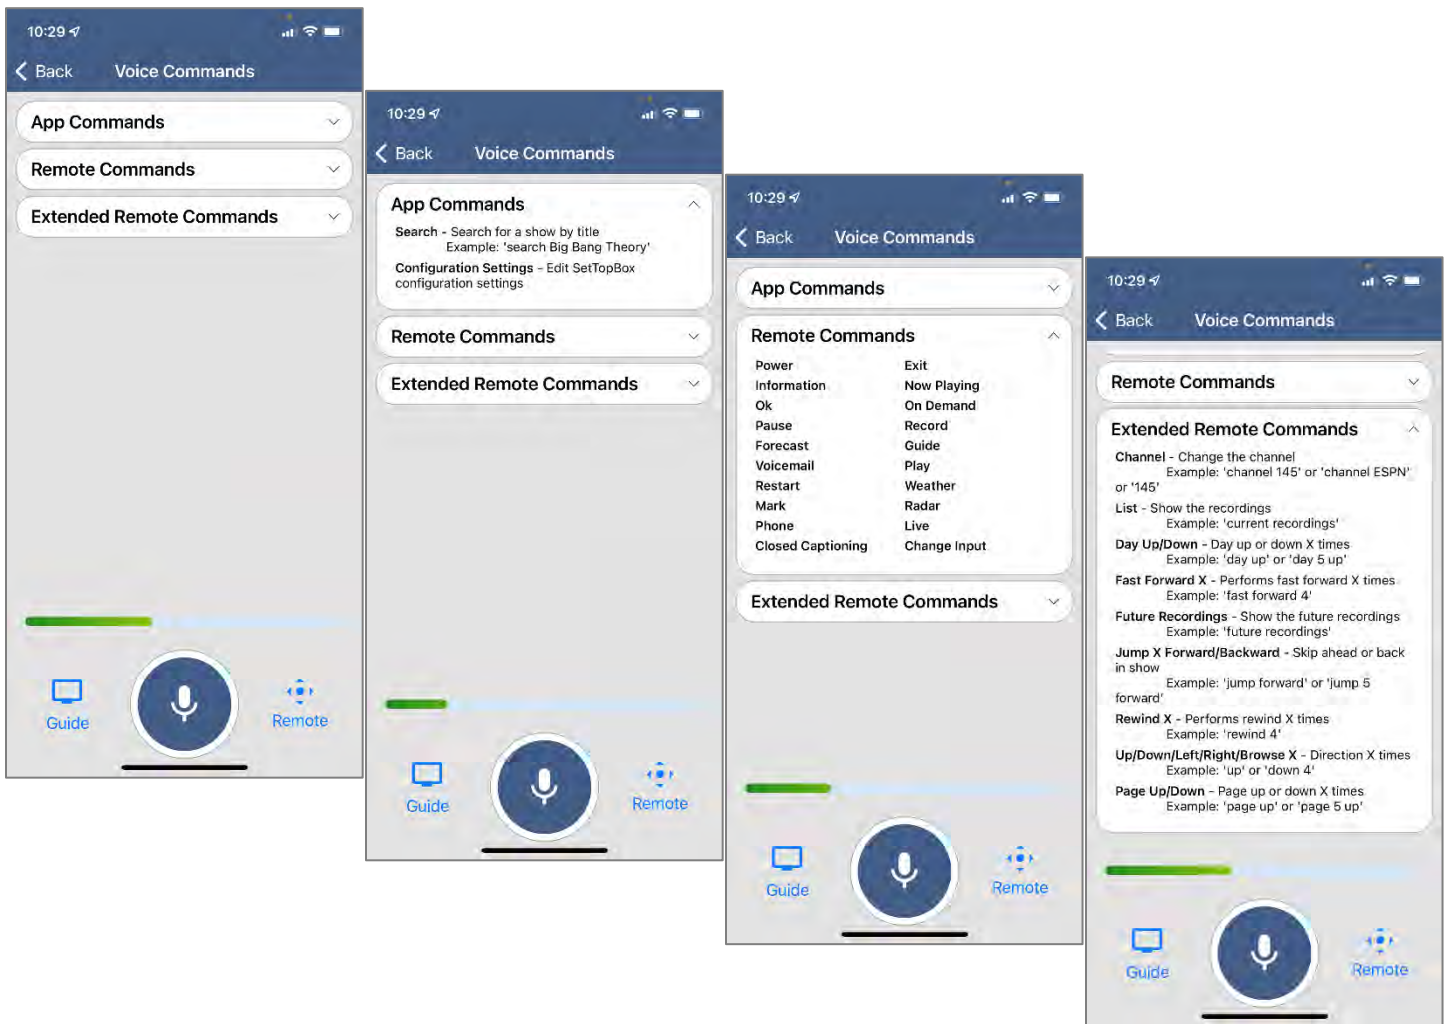 10:29
Back Voice Commands
App Commands
Remote Commands
Extended Remote Commands
Guide
Remote
10:29
Back Voice Commands
App Commands
Search - Search for a show by title
Example: 'search Big Bang Theory'
Configuration Settings - Edit SetTopBox
configuration settings
Remote Commands
Extended Remote Commands
Guide
Remote
10:29
Back Voice Commands
App Commands
Remote Commands
Power Exit
Information Now Playing
Ok On Demand
Pause Record
Forecast Guide
Voicemail Play
Restart Weather
Mark Radar
Phone Live
Closed Captioning Change Input
Extended Remote Commands
Guide
Remote
10:29
Back Voice Commands
Remote Commands
Extended Remote Commands
Channel - Change the channel
Example: 'channel 145' or 'channel ESPN'
or '145'
List - Show the recordings
Example: 'current recordings'
Day Up/Down - Day up or down X times
Example: 'day up' or 'day 5 up'
Fast Forward X - Performs fast forward X times
Example: 'fast forward 4'
Future Recordings - Show the future recordings
Example: 'future recordings'
Jump X Forward/Backward - Skip ahead or back
in show
Example: 'jump forward' or 'jump 5
forward'
Rewind X - Performs rewind X times
Example: 'rewind 4'
Up/Down/Left/Right/Browse X - Direction X times
Example: 'up' or 'down 4'
Page Up/Down - Page up or down X times
Example: 'page up' or 'page 5 up'
Guide
Remote